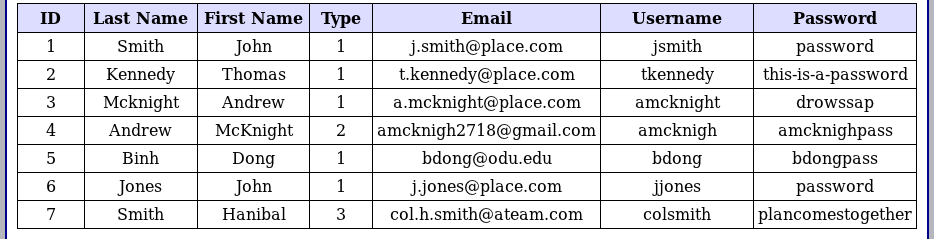 ID Last Name First Name Type Email Username Password
1 Smith John 1 j.smith@place.com jsmith password
2 Kennedy Thomas 1 t.kennedy@place.com tkennedy this-is-a-password
3 Mcknight Andrew 1 a.mcknight@place.com amcknight drowssap
4 Andrew McKnight 2 amcknigh2718@gmail.com amcknigh amcknighpass
5 Binh Dong 1 bdong@odu.edu bdong bdongpass
6 Jones John 1 j.jones@place.com jjones password
7 Smith Hanibal 3 col.h.smith@ateam.com colsmith plancomestogether